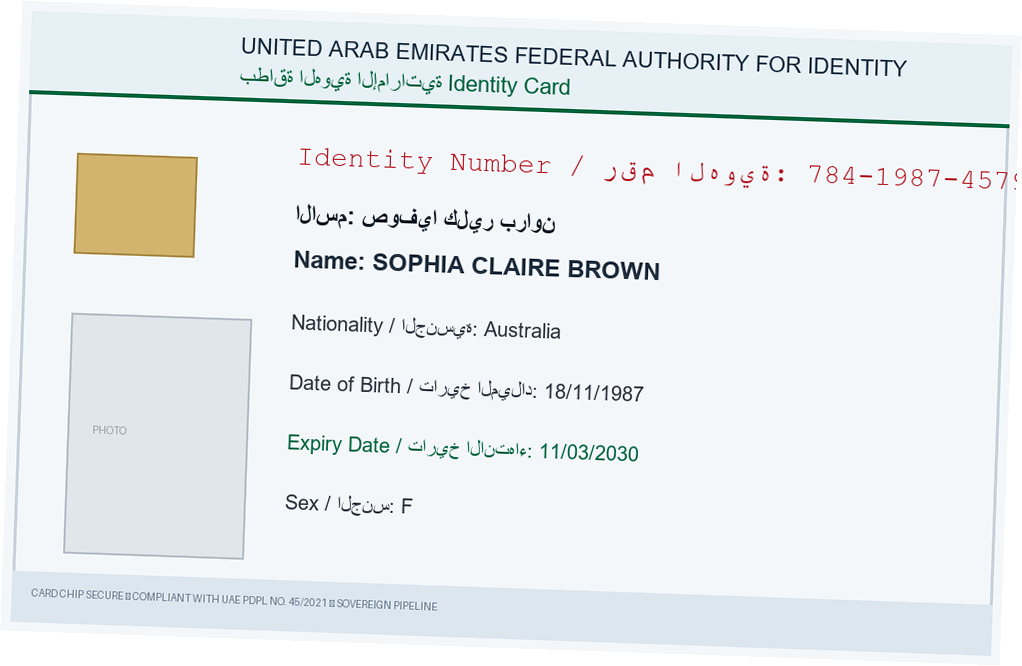 UNITED ARAB EMIRATES FEDERAL AUTHORITY FOR IDENTITY
بطاقة الهوية الإماراتية Identity Card
Identity Number / رقم الهوية: 784-1987-4579
الاسم: صوفيا كلير براون
Name: SOPHIA CLAIRE BROWN
Nationality / الجنسية: Australia
Date of Birth / تاريخ الميلاد: 18/11/1987
Expiry Date / تاريخ الانتهاء: 11/03/2030
Sex / الجنس: F
PHOTO
CARD CHIP SECURE COMPLIANT WITH UAE PDPL NO. 45/2021 SOVEREIGN PIPELINE